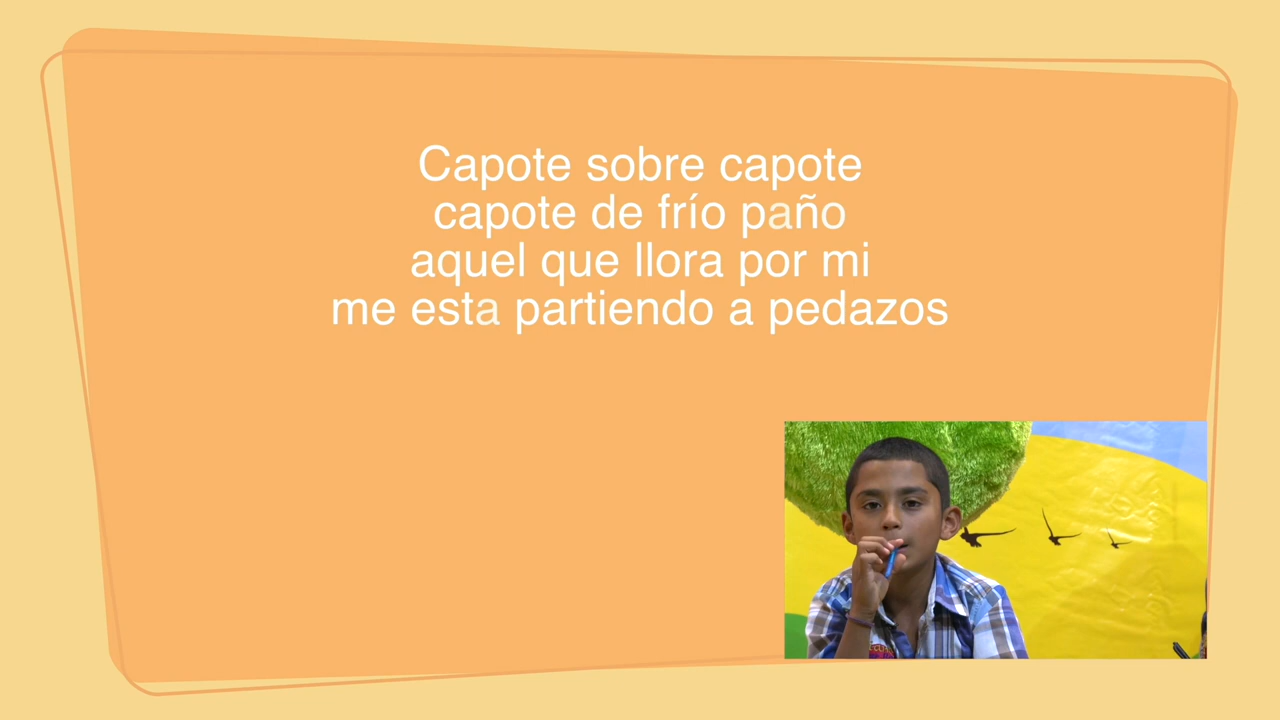 Capote sobre capote
capote de frío paño
aquel que llora por mi
me esta partiendo a pedazos